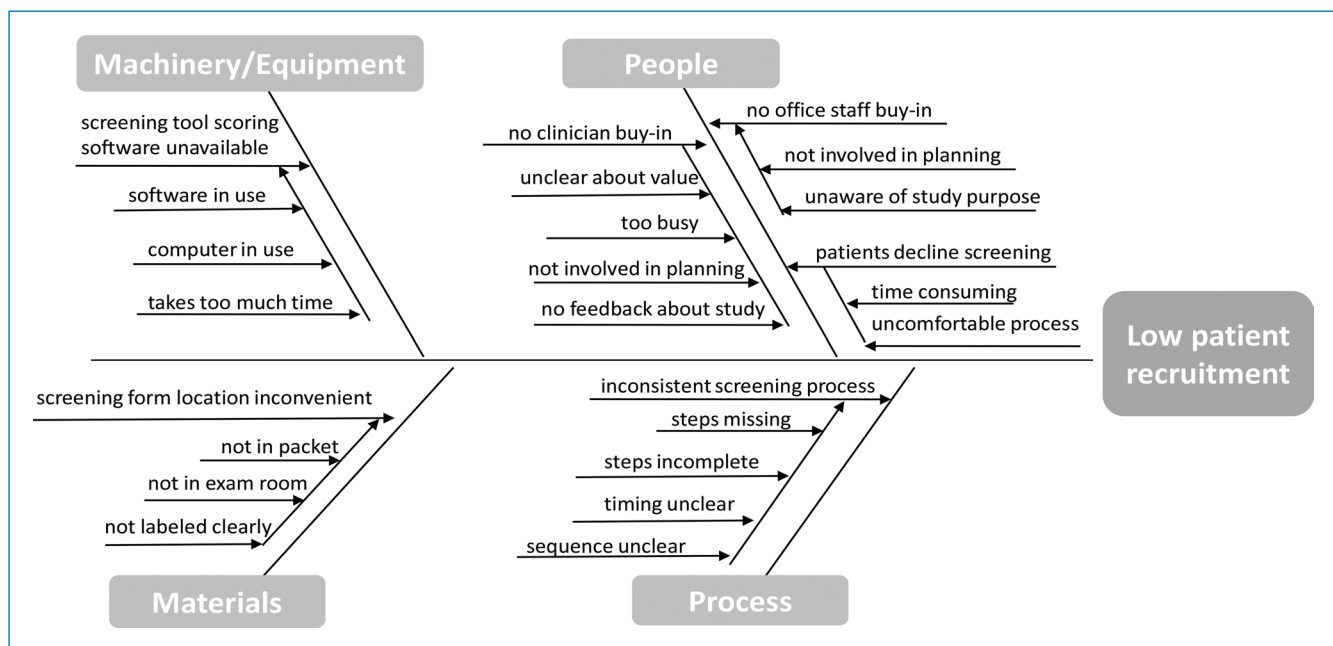 Machinery/Equipment
screening tool scoring
software unavailable
software in use
computer in use
takes too much time
People
no clinician buy-in
unclear about value
too busy
not involved in planning
no feedback about study
no office staff buy-in
not involved in planning
unaware of study purpose
patients decline screening
time consuming
uncomfortable process
Low patient
recruitment
screening form location inconvenient
not in packet
not in exam room
not labeled clearly
Materials
inconsistent screening process
steps missing
steps incomplete
timing unclear
sequence unclear
Process